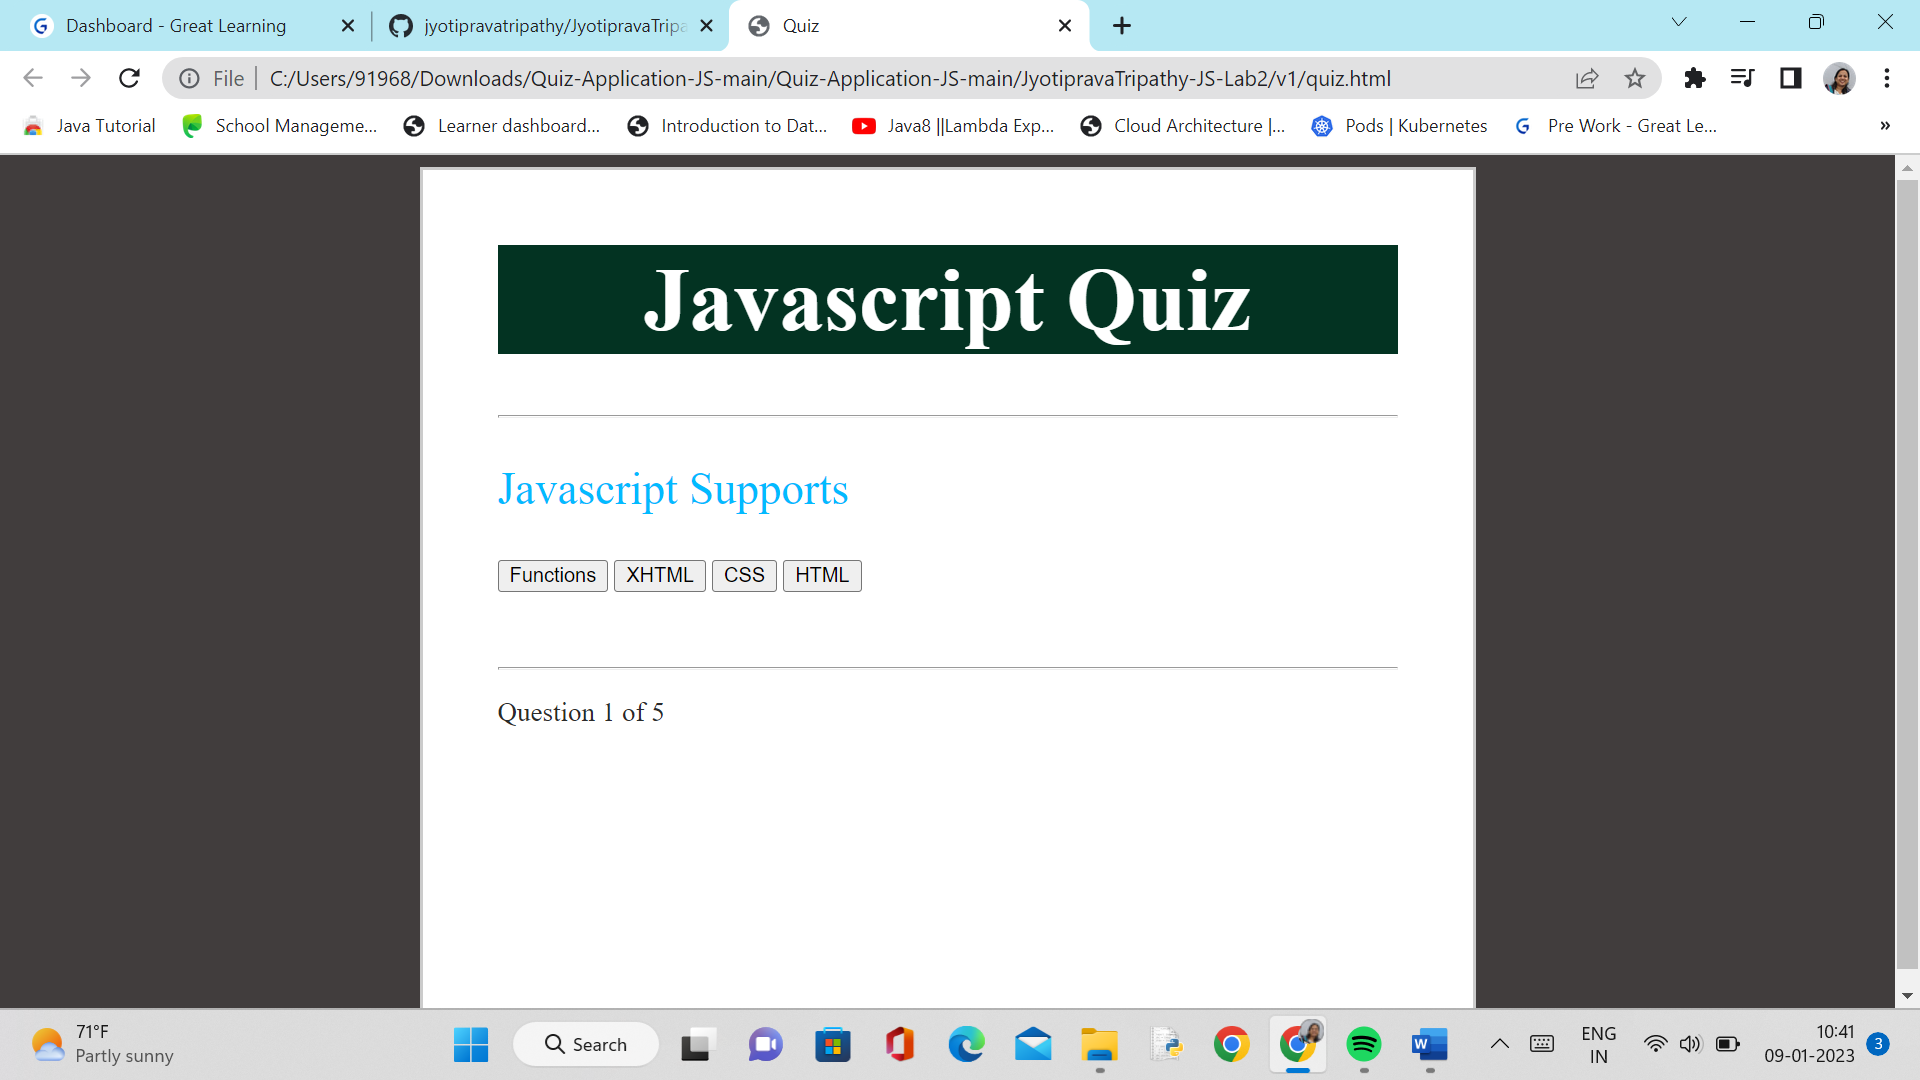 Dashboard - Great Learning
jyotipravatripathy/JyotipravaTripa
Quiz
File
C:/Users/91968/Downloads/Quiz-Application-JS-main/Quiz-Application-JS-main/JyotipravaTripathy-JS-Lab2/v1/quiz.html
Java Tutorial
School Manageme...
Learner dashboard...
Introduction to Dat...
Java8 ||Lambda Exp...
Cloud Architecture |...
Pods | Kubernetes
Pre Work - Great Le...
»
Javascript Quiz
Javascript Supports
Functions XHTML CSS HTML
Question 1 of 5
71°F
Partly sunny
Search
W
ENG
IN
10:41
09-01-2023
3